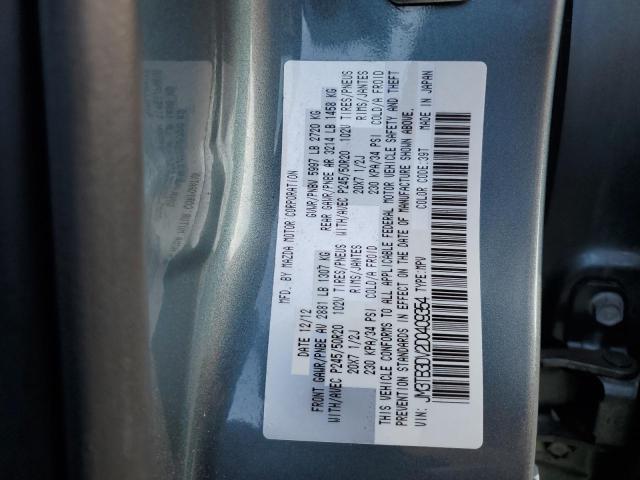 MFD. BY MAZDA MOTOR CORPORATION
DATE 12/12 GVWR/PNBV 5997 LB 2720 KG
FRONT GAWR/PNBE AV 2881 LB 1307 KG REAR GAWR/PNBE AR 3214 LB 1458 KG
WITH/AVEC P245/50R20 102V TIRES/PNEUS WITH/AVEC P245/50R20 102V TIRES/PNEUS
20X7 1/2J RIMS/JANTES 20X7 1/2J RIMS/JANTES
230 KPA/34 PSI COLD/A FROID 230 KPA/34 PSI COLD/A FROID
THIS VEHICLE CONFORMS TO ALL APPLICABLE FEDERAL MOTOR VEHICLE SAFETY AND THEFT
PREVENTION STANDARDS IN EFFECT ON THE DATE OF MANUFACTURE SHOWN ABOVE.
VIN: JM3TB3DV2D0409354 TYPE:MPV COLOR CODE:39T MADE IN JAPAN